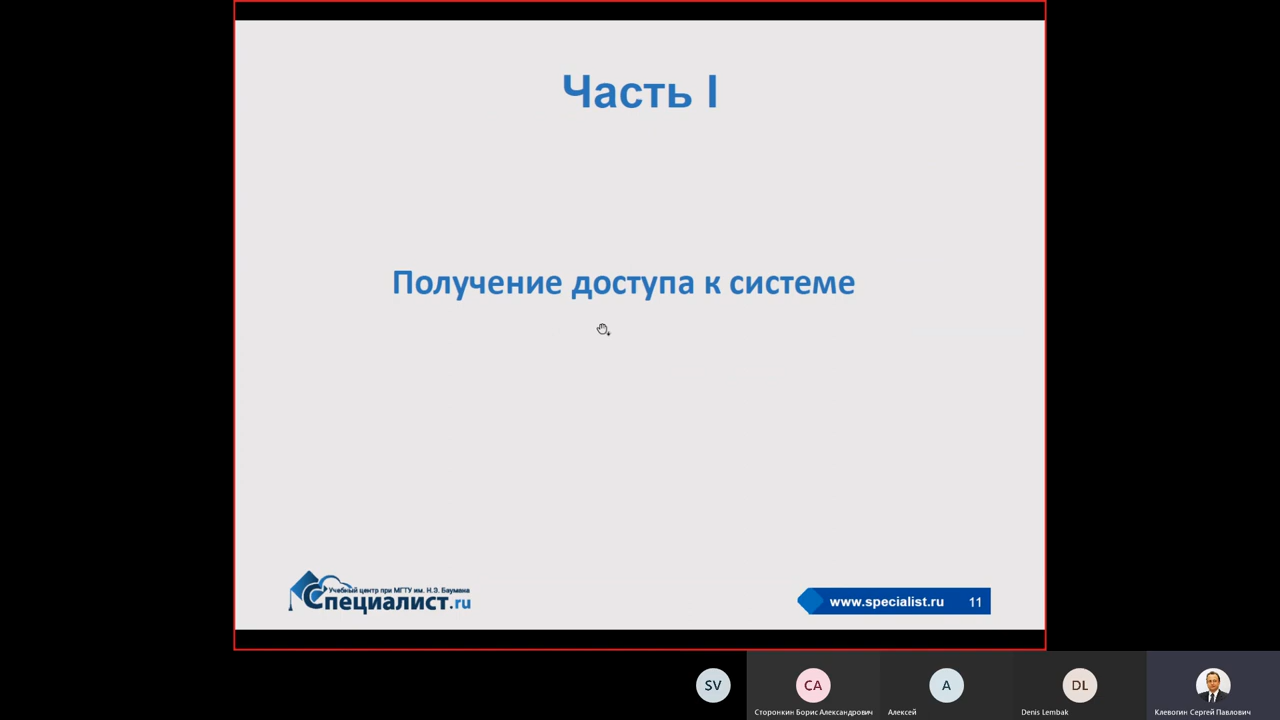 Часть I
Получение доступа к системе
Учебный центр при МГТУ им. Н.Э. Баумана
Специалист.ru
www.specialist.ru 11
SV
CA
A
DL
Сторонкин Борис Александрович
Алексей
Denis Lembak
Клевогин Сергей Павлович